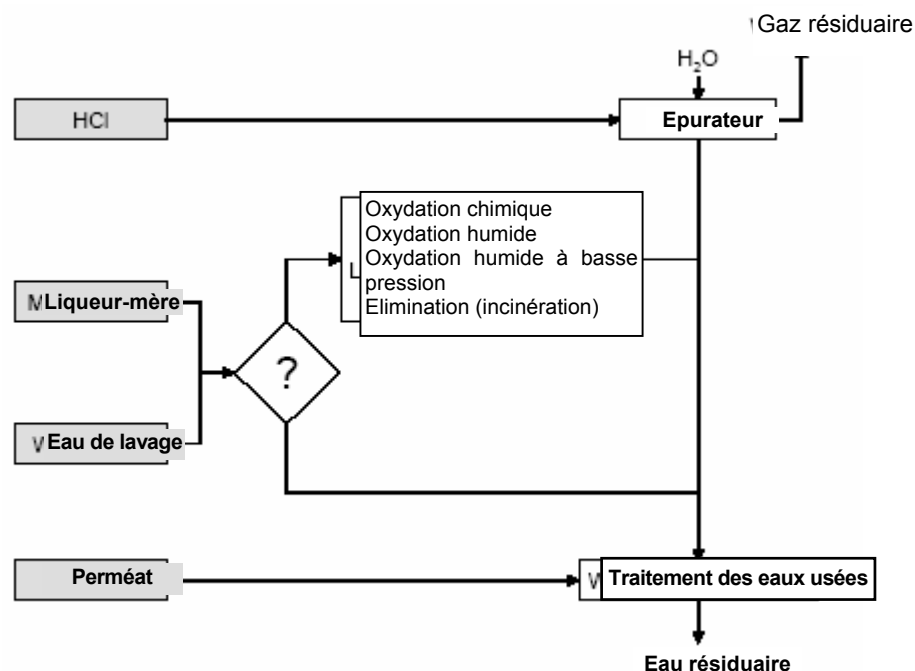 Gaz résiduaire
H₂O
HCl
Epurateur
Oxydation chimique
Oxydation humide
Oxydation humide à basse
pression
Elimination (incinération)
Liqueur-mère
?
Eau de lavage
Perméat
Traitement des eaux usées
Eau résiduaire